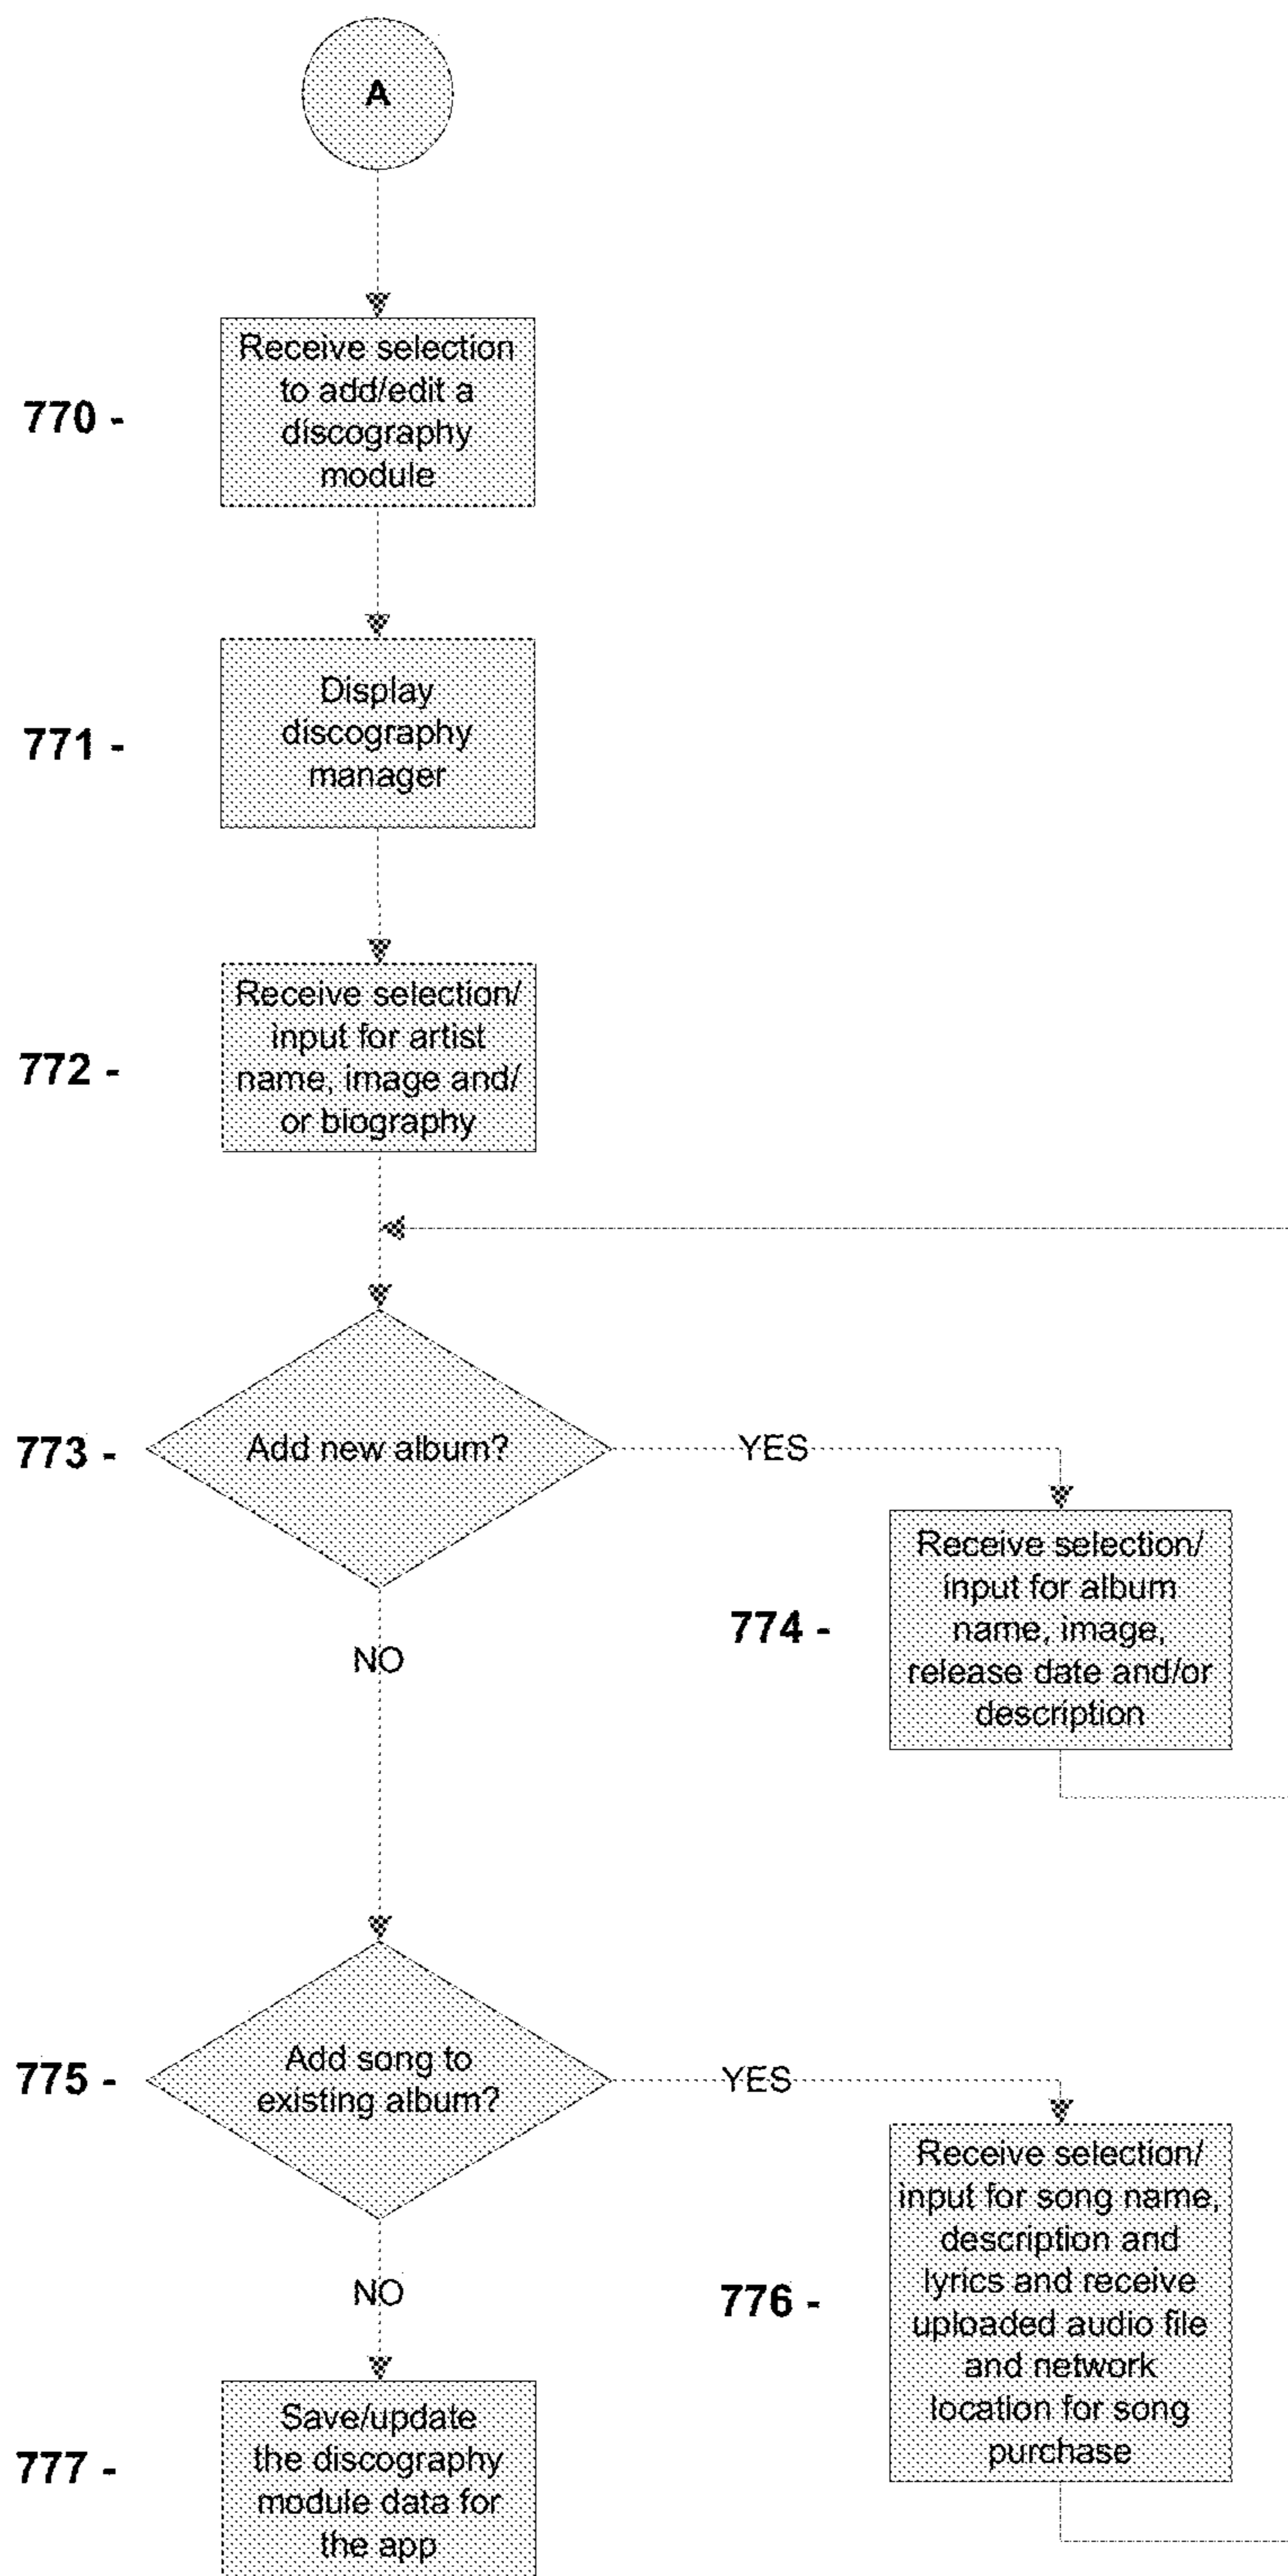 A
770 -
Receive selection
to add/edit a
discography
module
771 -
Display
discography
manager
772 -
Receive selection/
input for artist
name, image and/
or biography
773 -
Add new album?
YES
774 -
Receive selection/
input for album
name, image,
release date and/or
description
NO
775 -
Add song to
existing album?
YES
776 -
Receive selection/
input for song name,
description and
lyrics and receive
uploaded audio file
and network
location for song
purchase
NO
777 -
Save/update
the discography
module data for
the app